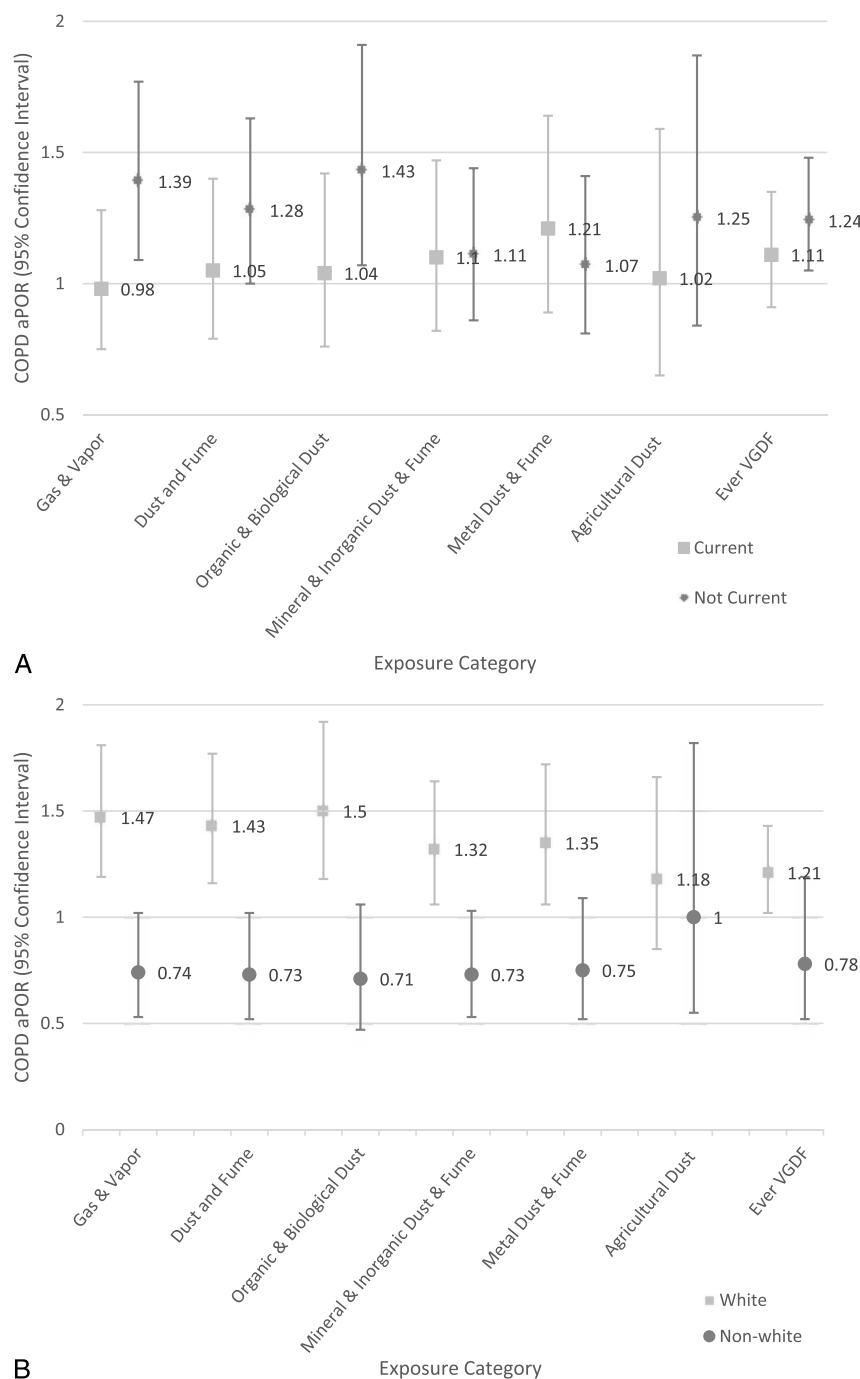 2
1.5
1
0.5
COPD aPOR (95% Confidence Interval)
1.39
1.28
1.43
1.11
1.07
1.25
1.24
0.98
1.05
1.04
1.1
1.21
1.02
1.11
Gas & Vapor
Dust and Fume
Organic & Biological Dust
Mineral & Inorganic Dust & Fume
Metal Dust & Fume
Agricultural Dust
Ever VGDF
Current
Not Current
A
Exposure Category
2
1.5
1
0.5
0
COPD aPOR (95% Confidence Interval)
1.47
1.43
1.5
1.32
1.35
1.18
1.21
0.74
0.73
0.71
0.73
0.75
1
0.78
Gas & Vapor
Dust and Fume
Organic & Biological Dust
Mineral & Inorganic Dust & Fume
Metal Dust & Fume
Agricultural Dust
Ever VGDF
White
Non-white
B
Exposure Category